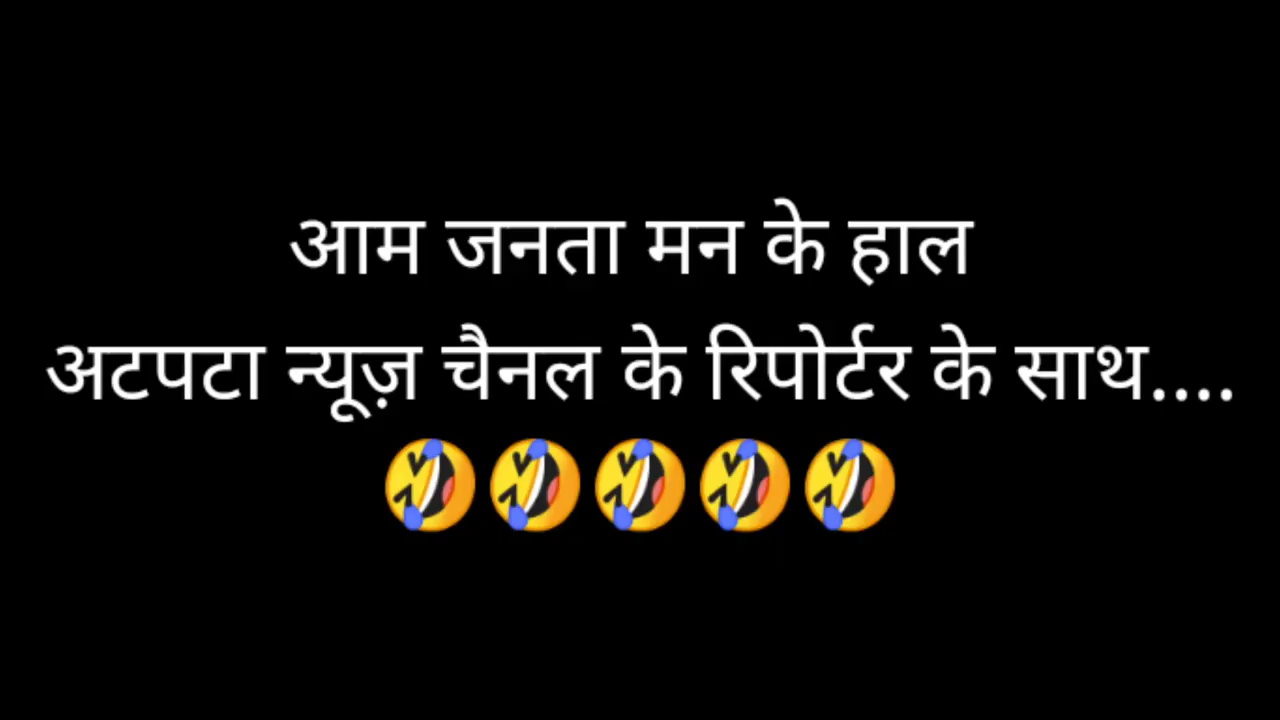 आम जनता मन के हाल
अटपटा न्यूज़ चैनल के रिपोर्टर के साथ....
🤣🤣🤣🤣🤣